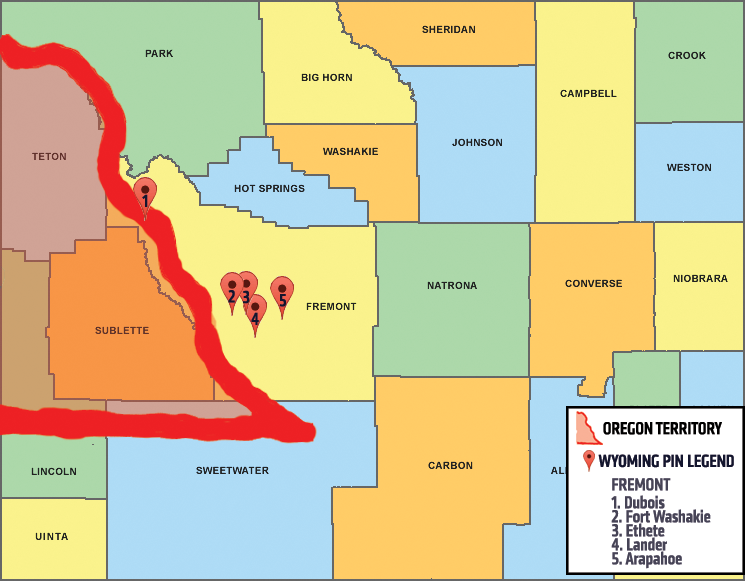 SHERIDAN
PARK
CROOK
BIG HORN
CAMPBELL
JOHNSON
WASHAKIE
TETON
WESTON
HOT SPRINGS
1
NIOBRARA
CONVERSE
NATRONA
2
3
5
FREMONT
4
SUBLETTE
OREGON TERRITORY
WYOMING PIN LEGEND
CARBON
SWEETWATER
AL
LINCOLN
FREMONT
1. Dubois
2. Fort Washakie
3. Ethete
4. Lander
5. Arapahoe
UINTA